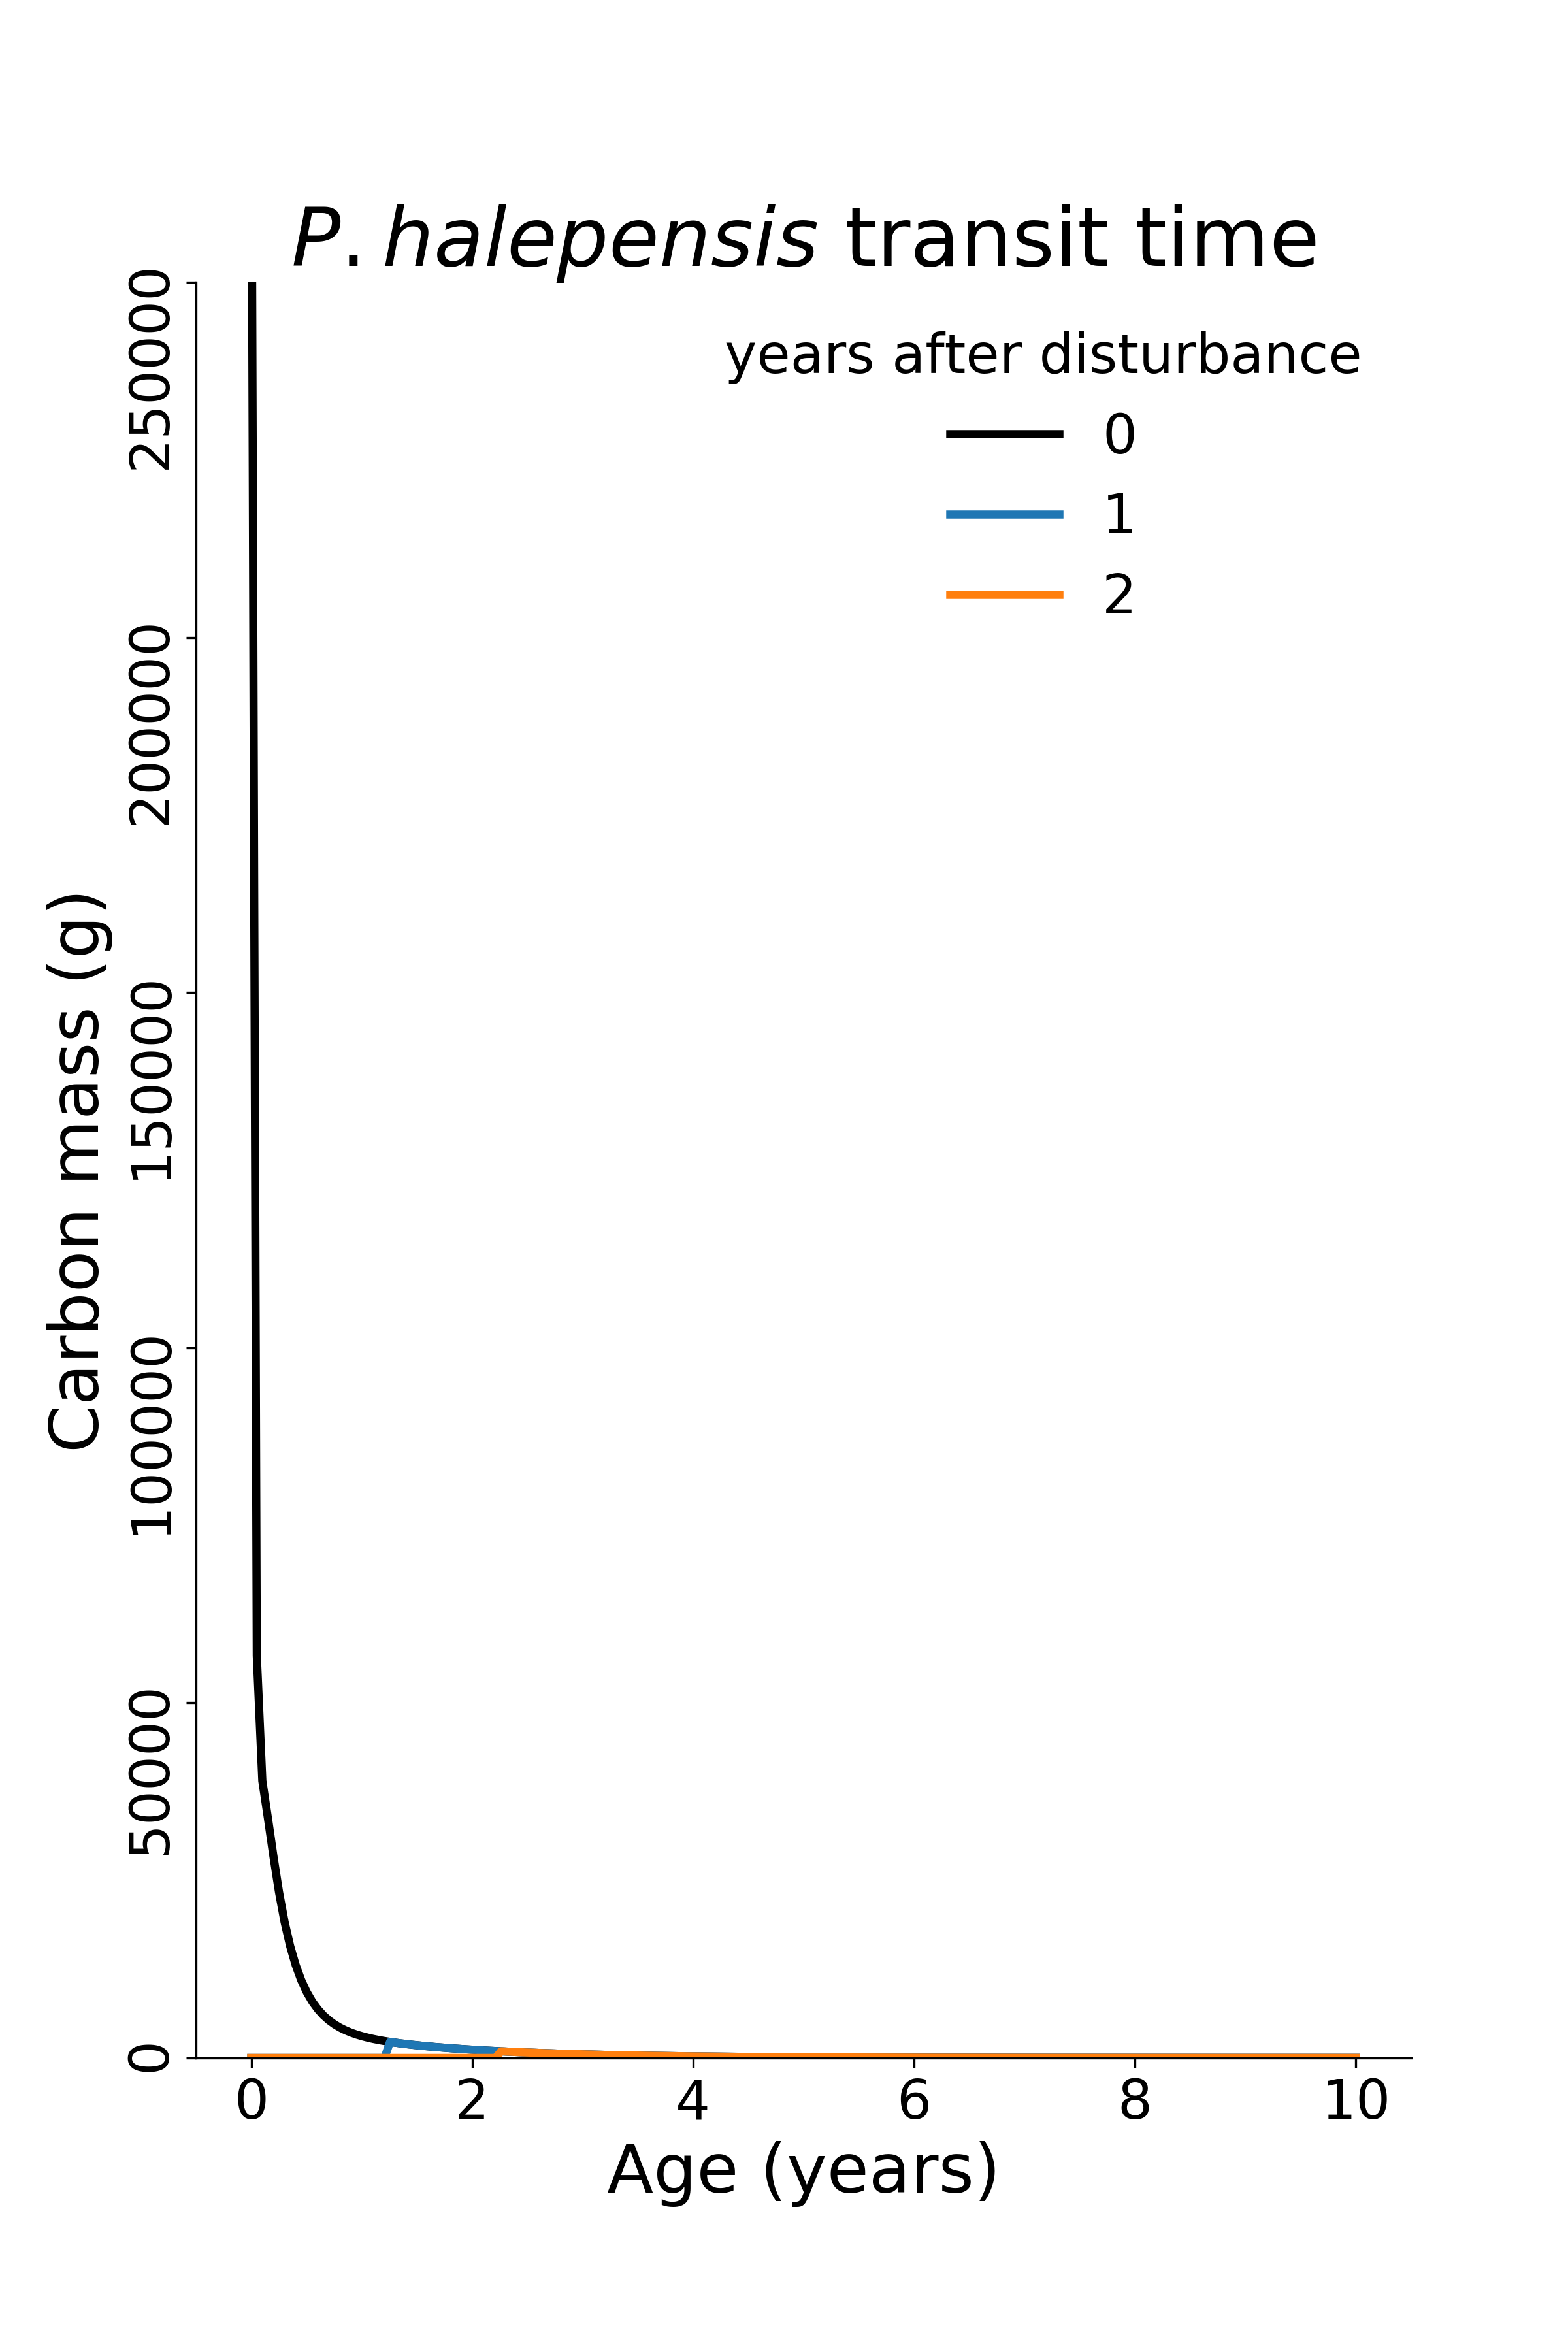 P. halepensis transit time
years after disturbance
0
1
2
Carbon mass (g)
250000
200000
150000
100000
50000
0
0 2 4 6 8 10
Age (years)